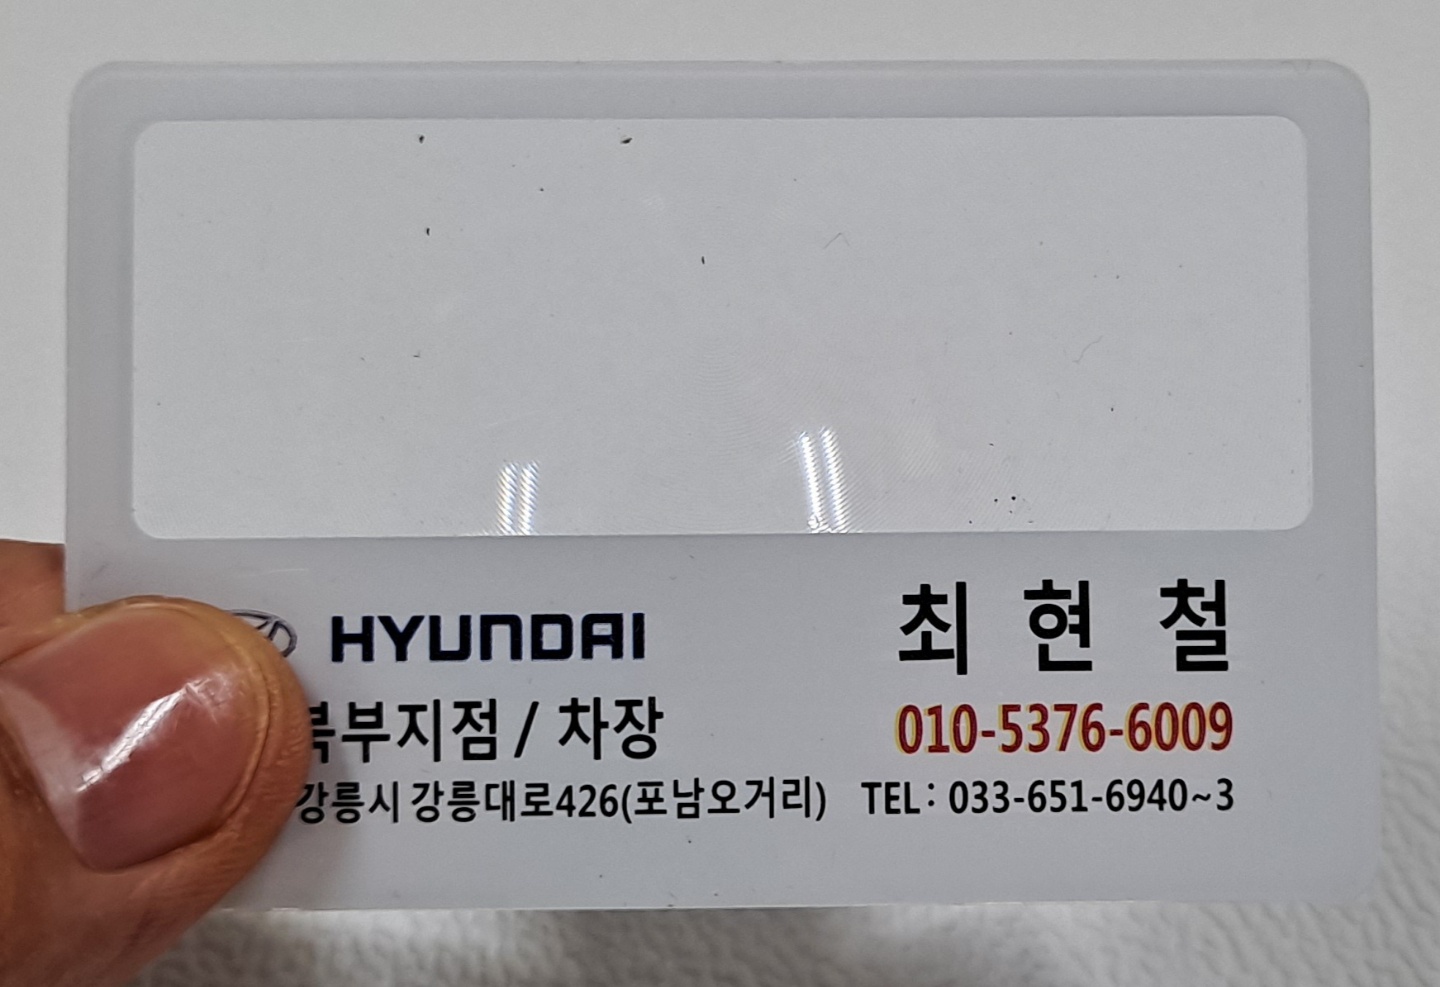 HYUNDAI 최 현 철
북부지점 / 차장 010-5376-6009
강릉시 강릉대로426(포남오거리) TEL: 033-651-6940~3